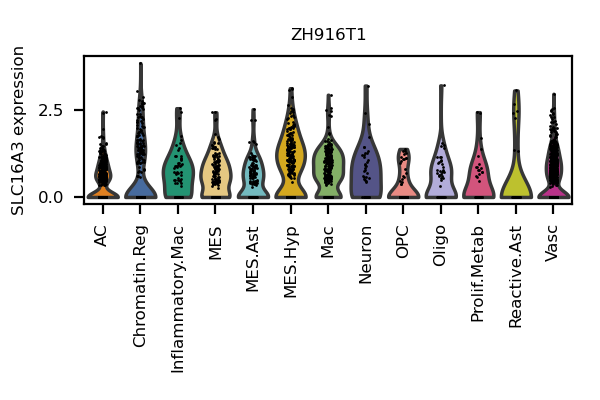 ZH916T1
SLC16A3 expression
2.5
0.0
AC
Chromatin.Reg
Inflammatory.Mac
MES
MES.Ast
MES.Hyp
Mac
Neuron
OPC
Oligo
Prolif.Metab
Reactive.Ast
Vasc